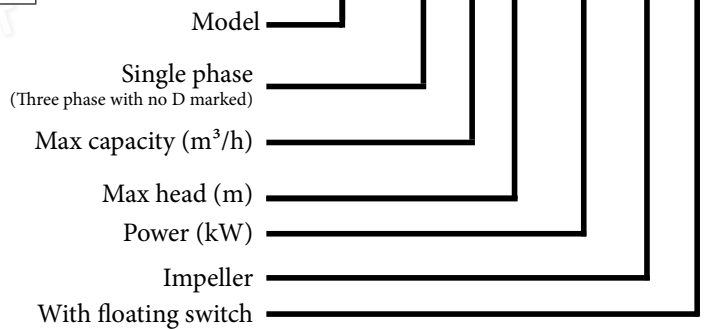 Model
Single phase
(Three phase with no D marked)
Max capacity (m³/h)
Max head (m)
Power (kW)
Impeller
With floating switch